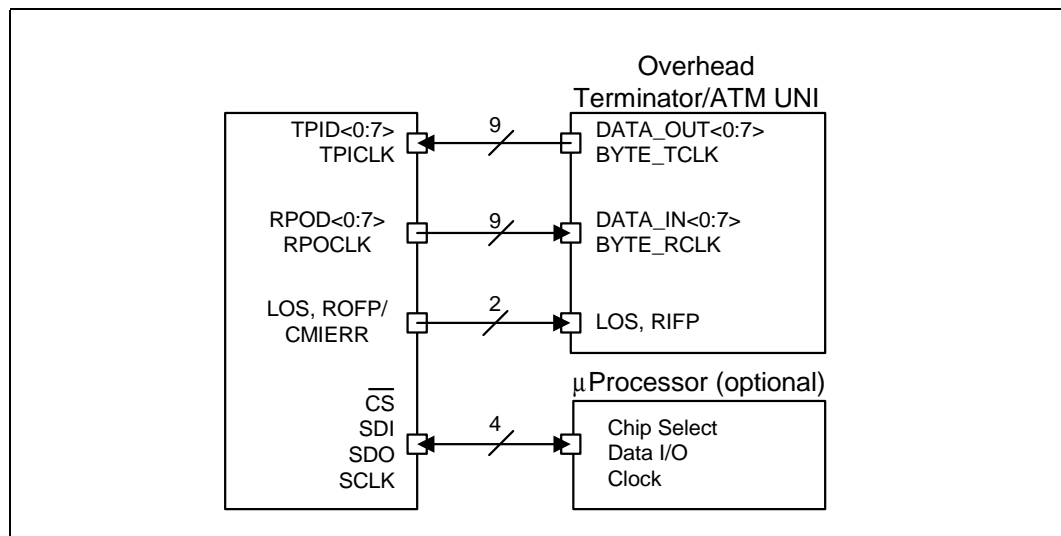 Overhead
Terminator/ATM UNI
TPID<0:7>
TPICLK
9
DATA_OUT<0:7>
BYTE_TCLK
RPOD<0:7>
RPOCLK
9
DATA_IN<0:7>
BYTE_RCLK
LOS, ROFP/
CMIERR
2
LOS, RIFP
μProcessor (optional)
CS
SDI
SDO
SCLK
4
Chip Select
Data I/O
Clock